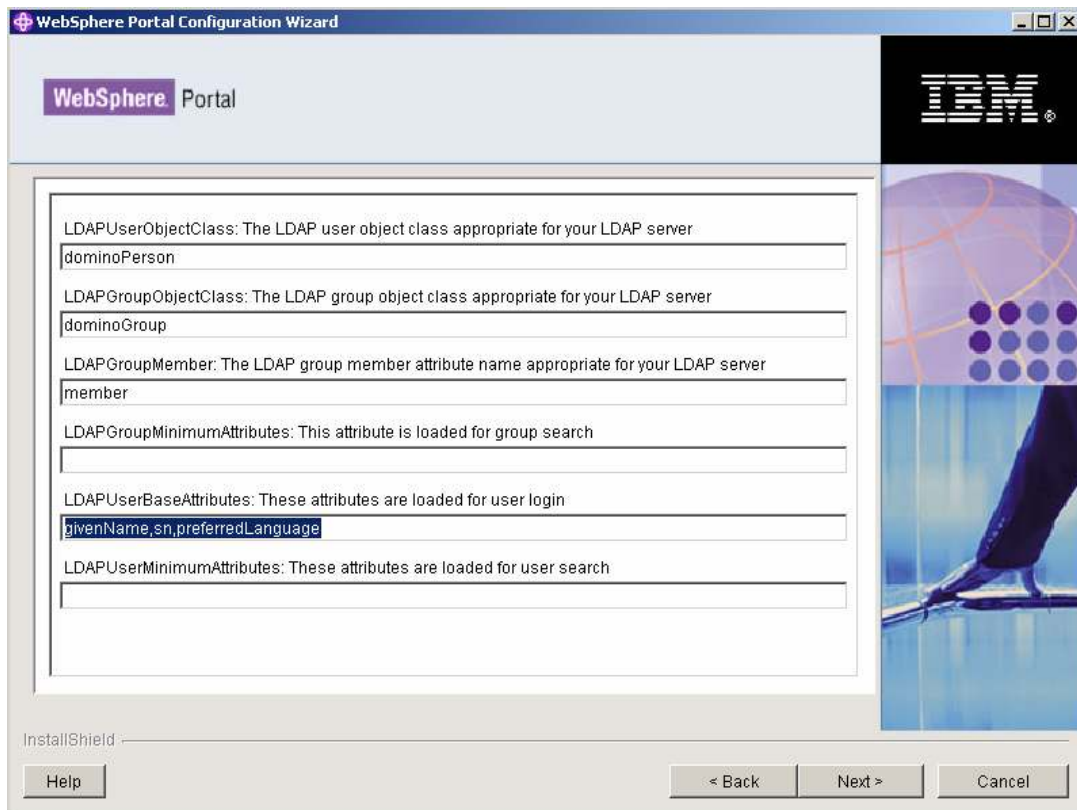 WebSphere Portal Configuration Wizard
WebSphere. Portal
IBM®
LDAPUserObjectClass: The LDAP user object class appropriate for your LDAP server
dominoPerson
LDAPGroupObjectClass: The LDAP group object class appropriate for your LDAP server
dominoGroup
LDAPGroupMember: The LDAP group member attribute name appropriate for your LDAP server
member
LDAPGroupMinimumAttributes: This attribute is loaded for group search
LDAPUserBaseAttributes: These attributes are loaded for user login
givenName,sn,preferredLanguage
LDAPUserMinimumAttributes: These attributes are loaded for user search
InstallShield
Help
< Back
Next >
Cancel